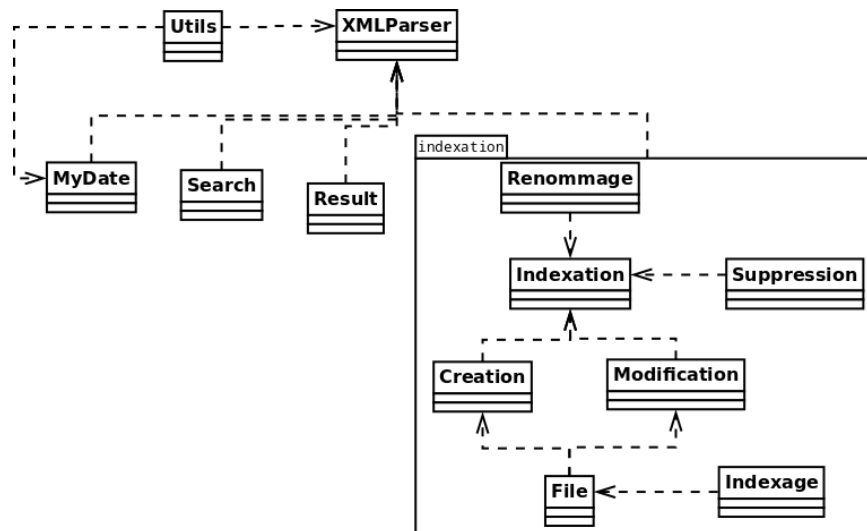 Utils
XMLParser
indexation
MyDate
Search
Result
Renommage
Indexation
Suppression
Creation
Modification
File
Indexage